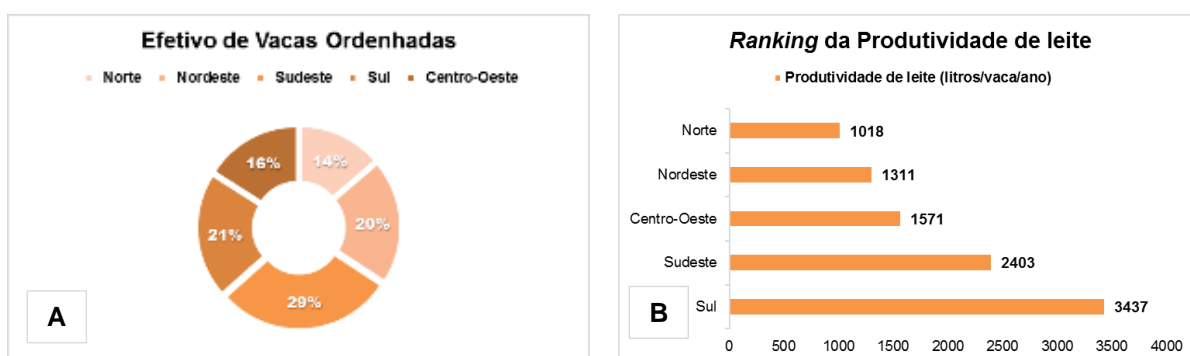 Efetivo de Vacas Ordenhadas
Norte Nordeste Sudeste Sul Centro-Oeste
16% 14%
21% 20%
29%
A
Ranking da Produtividade de leite
Produtividade de leite (litros/vaca/ano)
Norte 1018
Nordeste 1311
Centro-Oeste 1571
Sudeste 2403
Sul 3437
B
0 500 1000 1500 2000 2500 3000 3500 4000